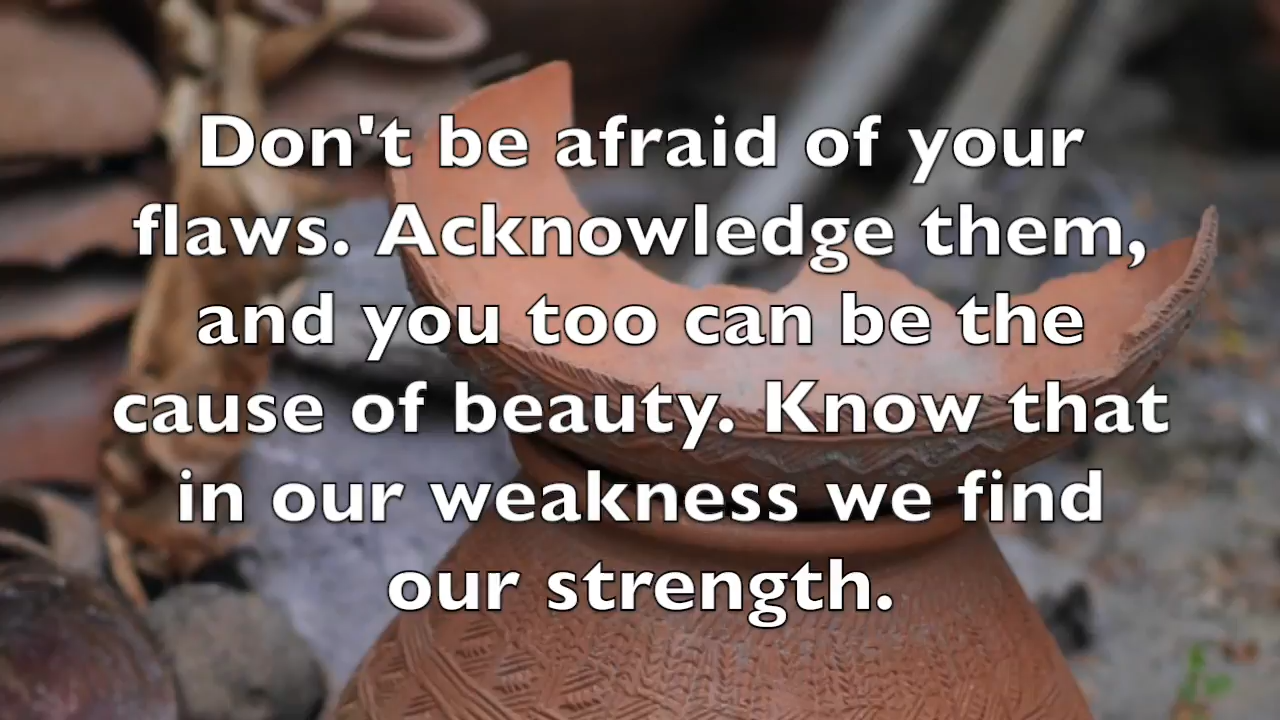 Don't be afraid of your
flaws. Acknowledge them,
and you too can be the
cause of beauty. Know that
in our weakness we find
our strength.